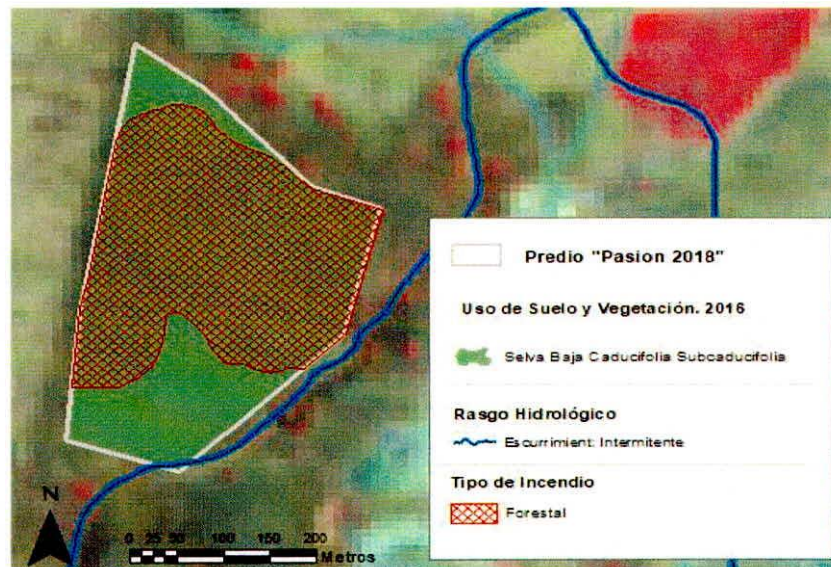 Predio "Pasion 2018"
Uso de Suelo y Vegetación. 2016
Selva Baja Caducifolia Subcaducifolia
Rasgo Hidrológico
Escurrimient: Intermitente
Tipo de Incendio
Forestal
N
0 25 50 100 150 200
Metros